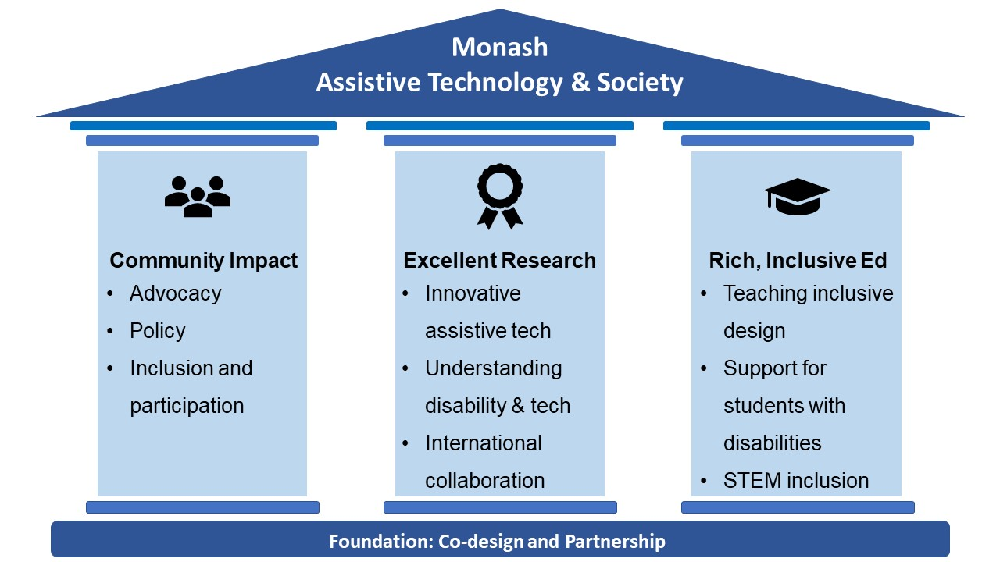 Monash
Assistive Technology & Society
Community Impact
• Advocacy
• Policy
• Inclusion and
participation
Excellent Research
• Innovative
assistive tech
• Understanding
disability & tech
• International
collaboration
Rich, Inclusive Ed
• Teaching inclusive
design
• Support for
students with
disabilities
• STEM inclusion
Foundation: Co-design and Partnership